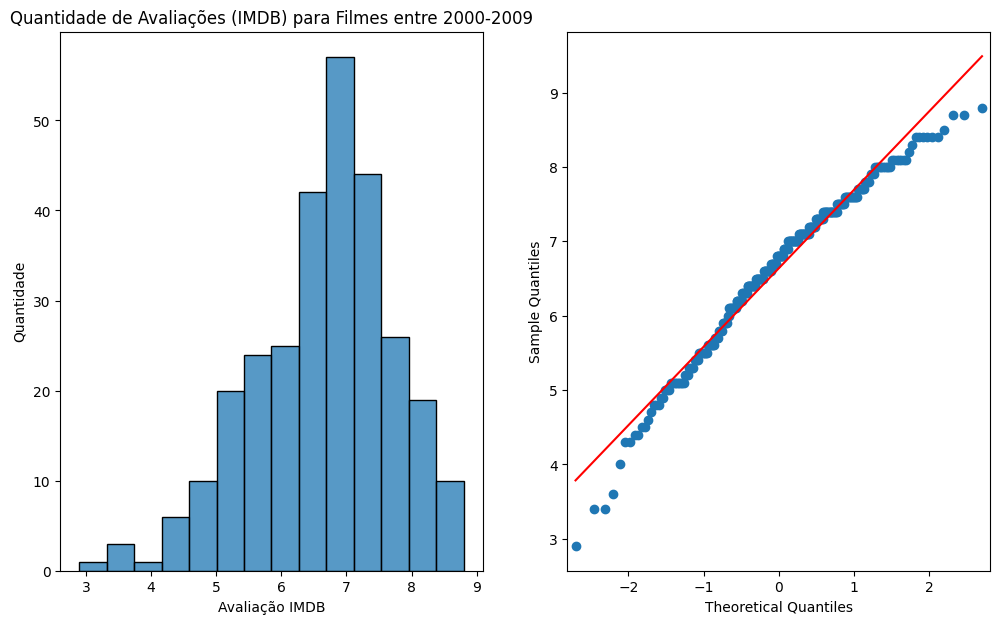 Quantidade de Avaliações (IMDB) para Filmes entre 2000-2009
Quantidade
50
40
30
20
10
0
3 4 5 6 7 8 9
Avaliação IMDB
Sample Quantiles
9
8
7
6
5
4
3
−2 −1 0 1 2
Theoretical Quantiles